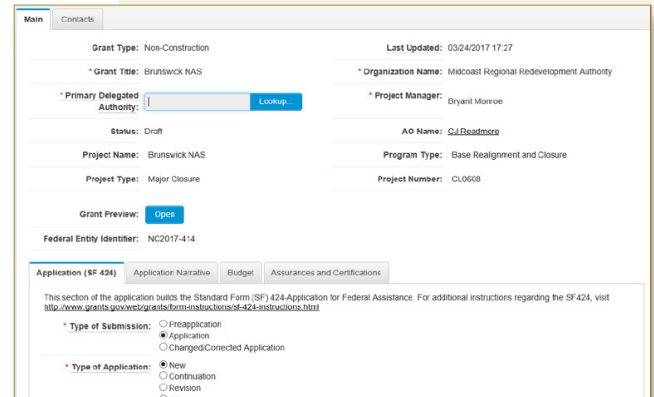 Main Contacts
Grant Type: Non-Construction Last Updated: 03/24/2017 17:27
* Grant Title: Brunswick NAS * Organization Name: Midcoast Regional Redevelopment Authority
* Primary Delegated Authority: Lookup... * Project Manager: Bryant Monroe
Status: Draft AO Name: CJ Readmore
Project Name: Brunswick NAS Program Type: Base Realignment and Closure
Project Type: Major Closure Project Number: CL0608
Grant Preview: Open
Federal Entity Identifier: NC2017-414
Application (SF 424) Application Narrative Budget Assurances and Certifications
This section of the application builds the Standard Form (SF) 424-Application for Federal Assistance. For additional instructions regarding the SF424, visit
http://www.grants.gov/web/grants/form-instructions/sf-424-instructions.html
* Type of Submission: Preapplication
Application
Changed/Corrected Application
* Type of Application: New
Continuation
Revision